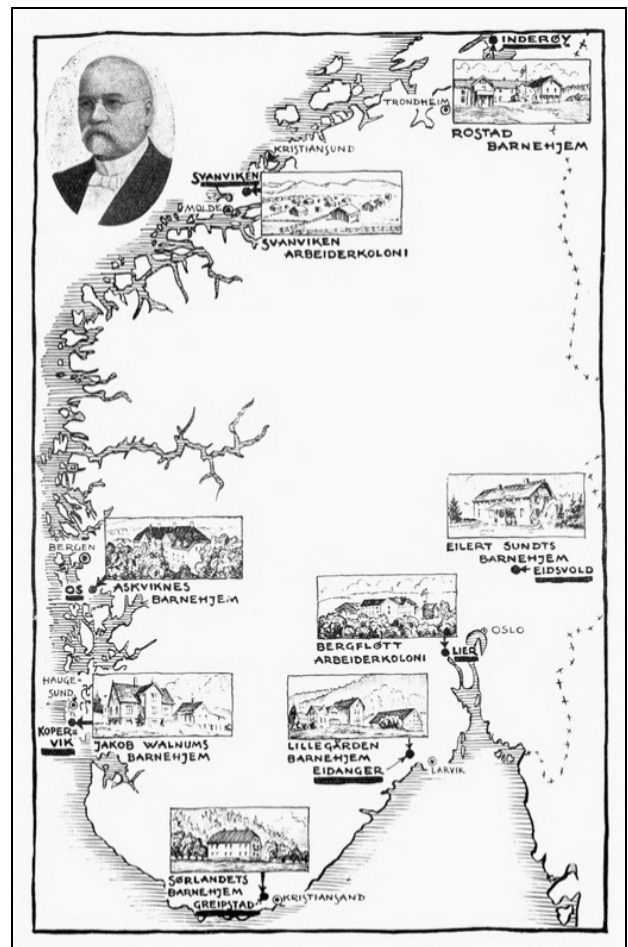 INDERØY
TRONDHEIM
ROSTAD
BARNEHJEM
KRISTIANSUND
SVANVIKEN
MOLDE
SVANVIKEN
ARBEIDERKOLONI
EILERT SUNDTS
BARNEHJEM
EIDSVOLD
BERGEN
OS
ASKVIKNES
BARNEHJEM
OSLO
BERGFLØTT
ARBEIDERKOLONI
LIER
HAUGE-
SUND
KOPER-
VIK
JAKOB WALNUMS
BARNEHJEM
LILLEGÅRDEN
BARNEHJEM
EIDANGER
LARVIK
SØRLANDETS
BARNEHJEM
GREIPSTAD
KRISTIANSAND